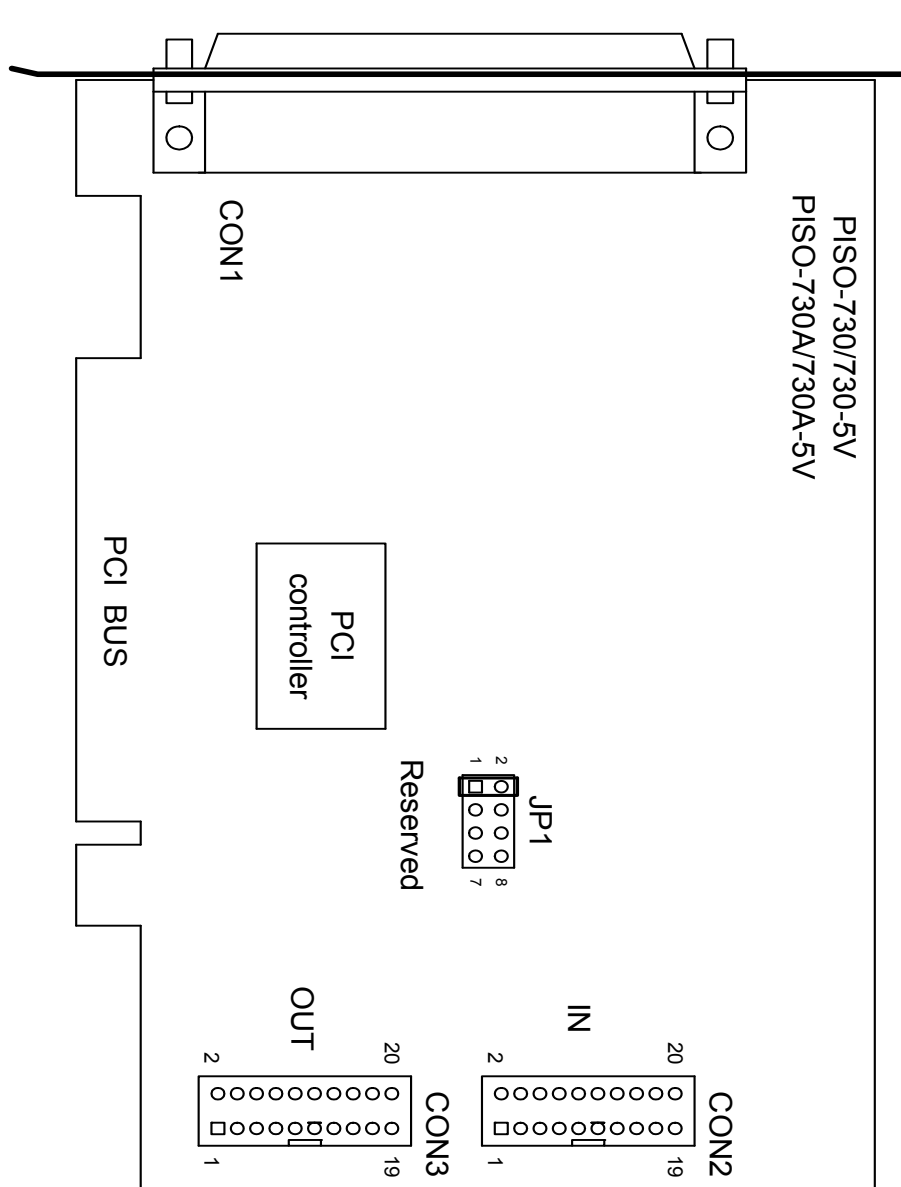 PISO-730/730-5V
PISO-730A/730A-5V
CON1
PCI BUS
PCI
controller
JP1
1
2
7
8
Reserved
IN
OUT
2
20
CON2
1
19
2
20
CON3
1
19